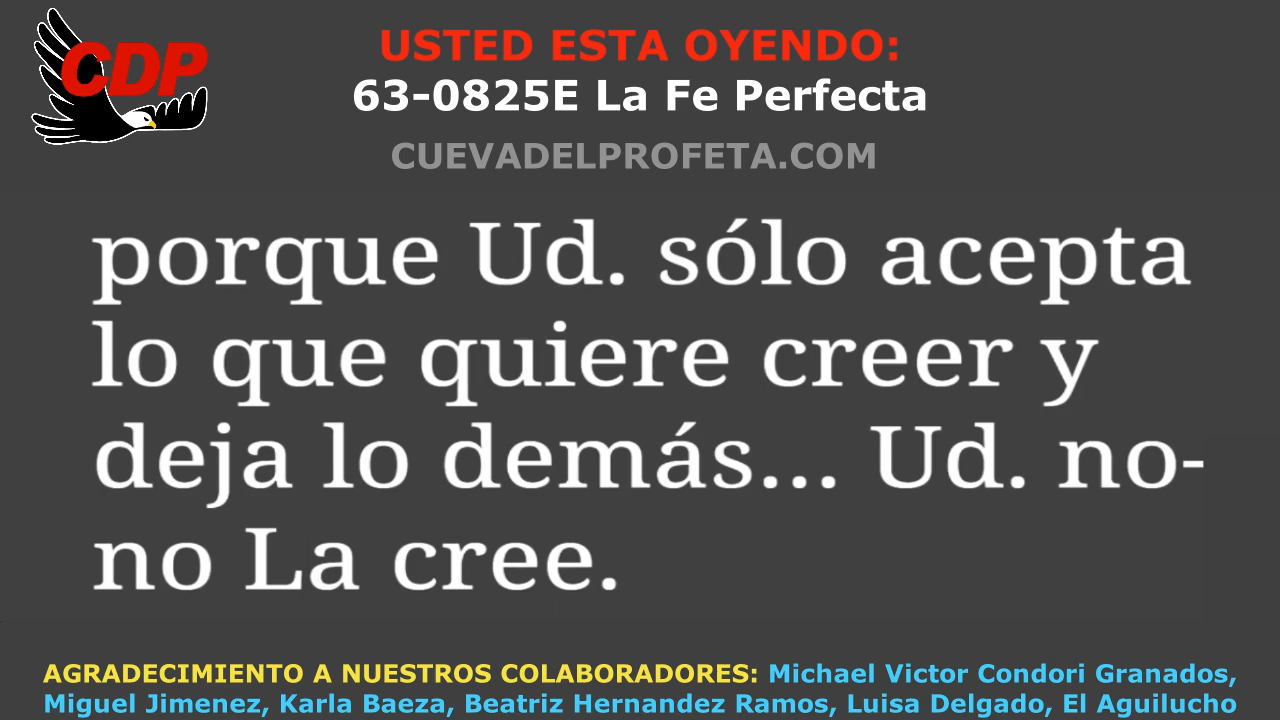 CDP
USTED ESTA OYENDO:
63-0825E La Fe Perfecta
CUEVADELPROFETA.COM
porque Ud. sólo acepta
lo que quiere creer y
deja lo demás... Ud. no-
no La cree.
AGRADECIMIENTO A NUESTROS COLABORADORES: Michael Victor Condori Granados,
Miguel Jimenez, Karla Baeza, Beatriz Hernandez Ramos, Luisa Delgado, El Aguilucho